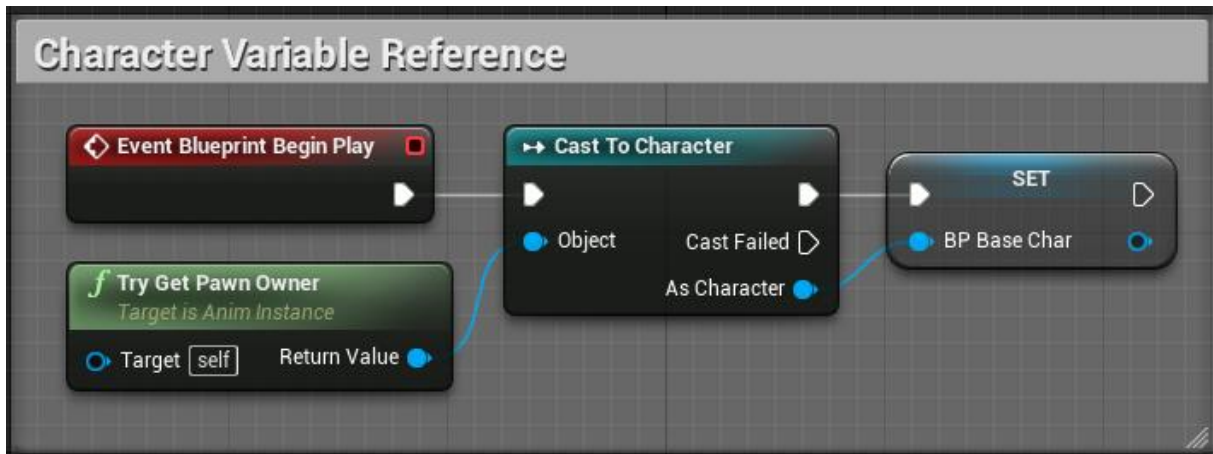 Character Variable Reference
Event Blueprint Begin Play
Cast To Character
SET
Object
Cast Failed
BP Base Char
As Character
f Try Get Pawn Owner
Target is Anim Instance
Target self
Return Value